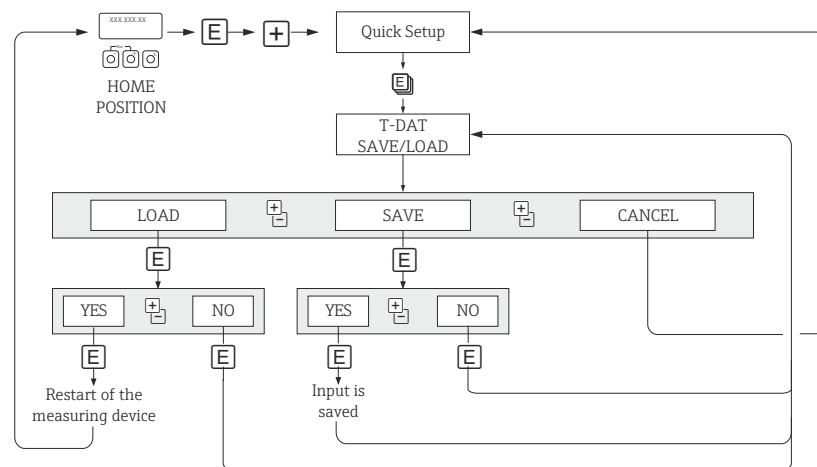 xxx.xxx.xx
Esc
E
+
Quick Setup
HOME
POSITION
E
T-DAT
SAVE/LOAD
LOAD
+
-
SAVE
+
-
CANCEL
E
E
YES
+
-
NO
YES
+
-
NO
E
E
E
E
Restart of the
measuring device
Input is
saved